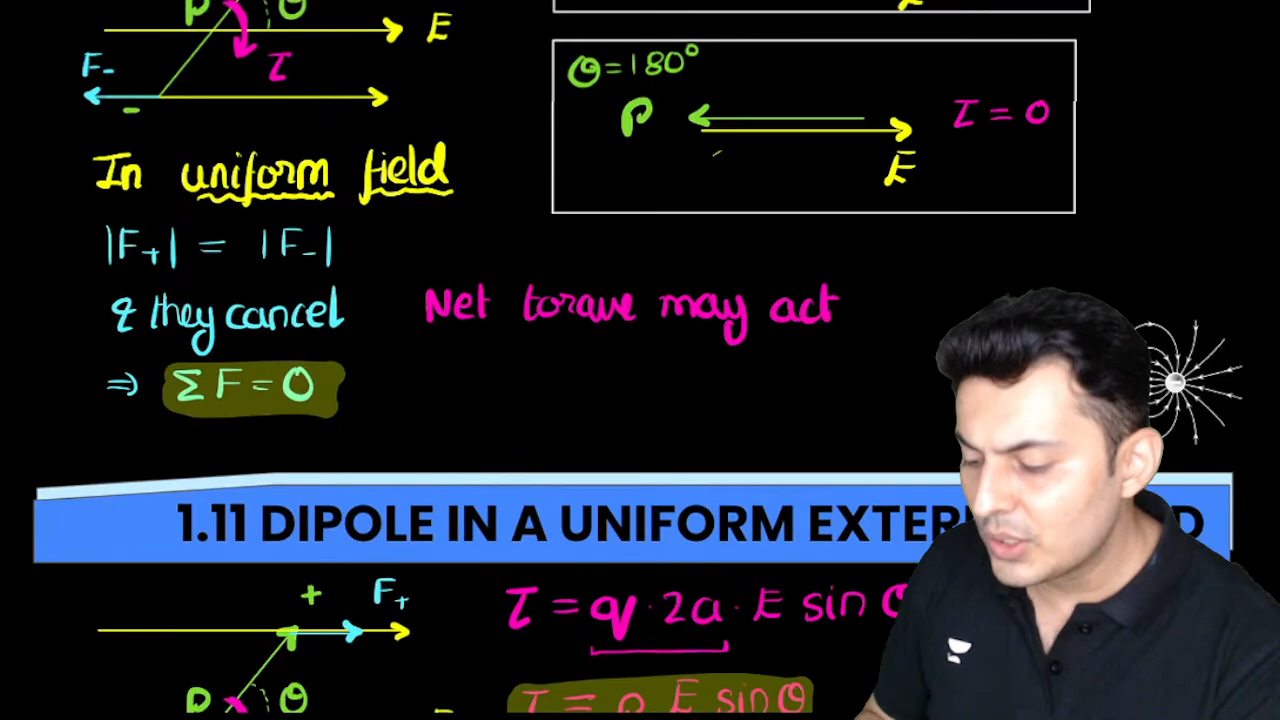 P θ
E
F-
τ
-
θ=180°
P
τ = 0
E
In uniform field
|F+| = |F-|
& they cancel
Net torque may act
⇒ ΣF=0
1.11 DIPOLE IN A UNIFORM
+ F+
τ = q·2a·E sin
P θ
τ = p E sinθ